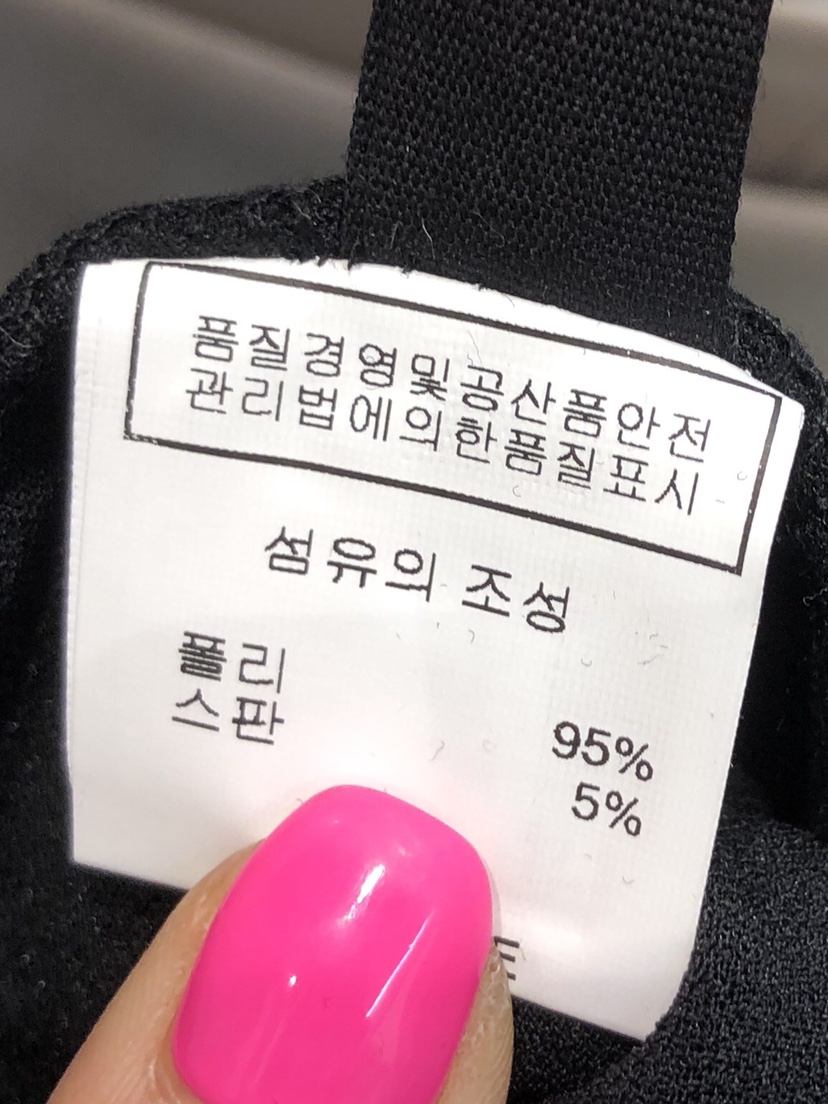 품질경영및공산품안전
관리법에의한품질표시
섬유의 조성
폴리 95%
스판 5%